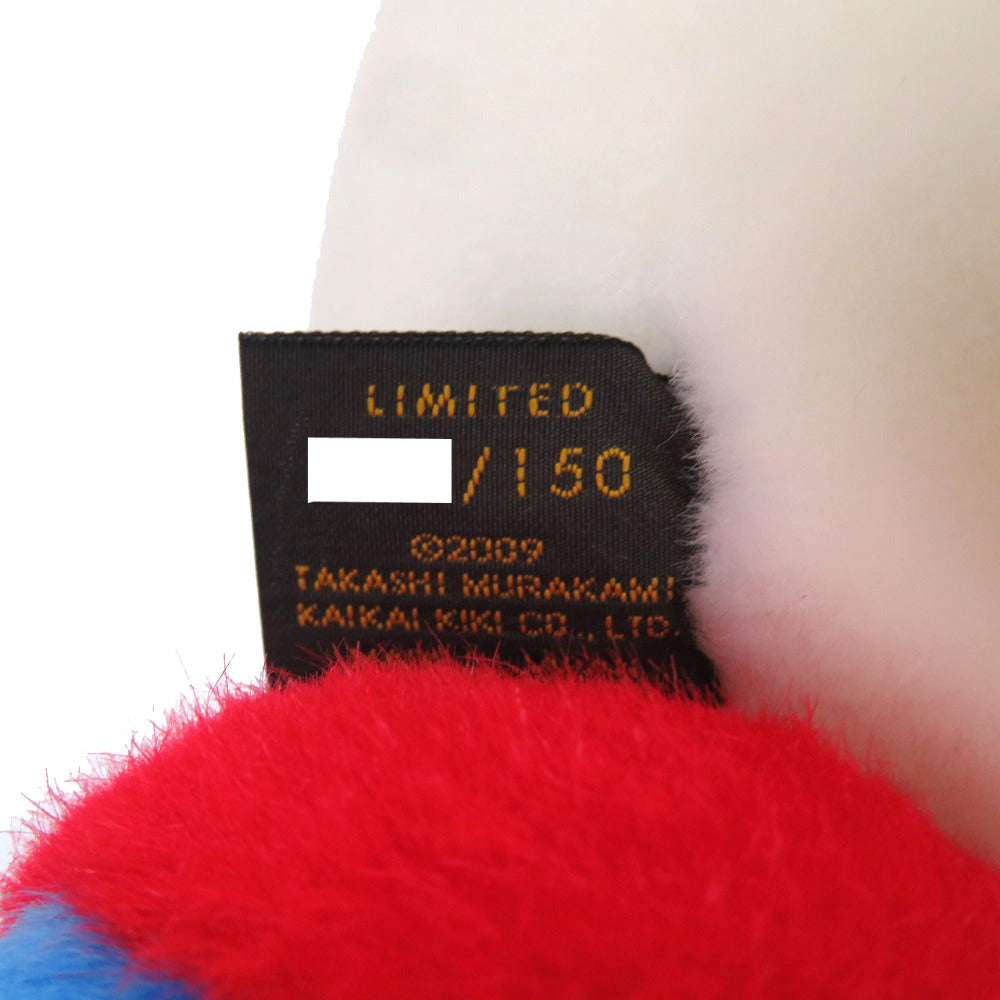 LIMITED
/150
©2009
TAKASHI MURAKAMI
KAIKAI KIKI CO., LTD.